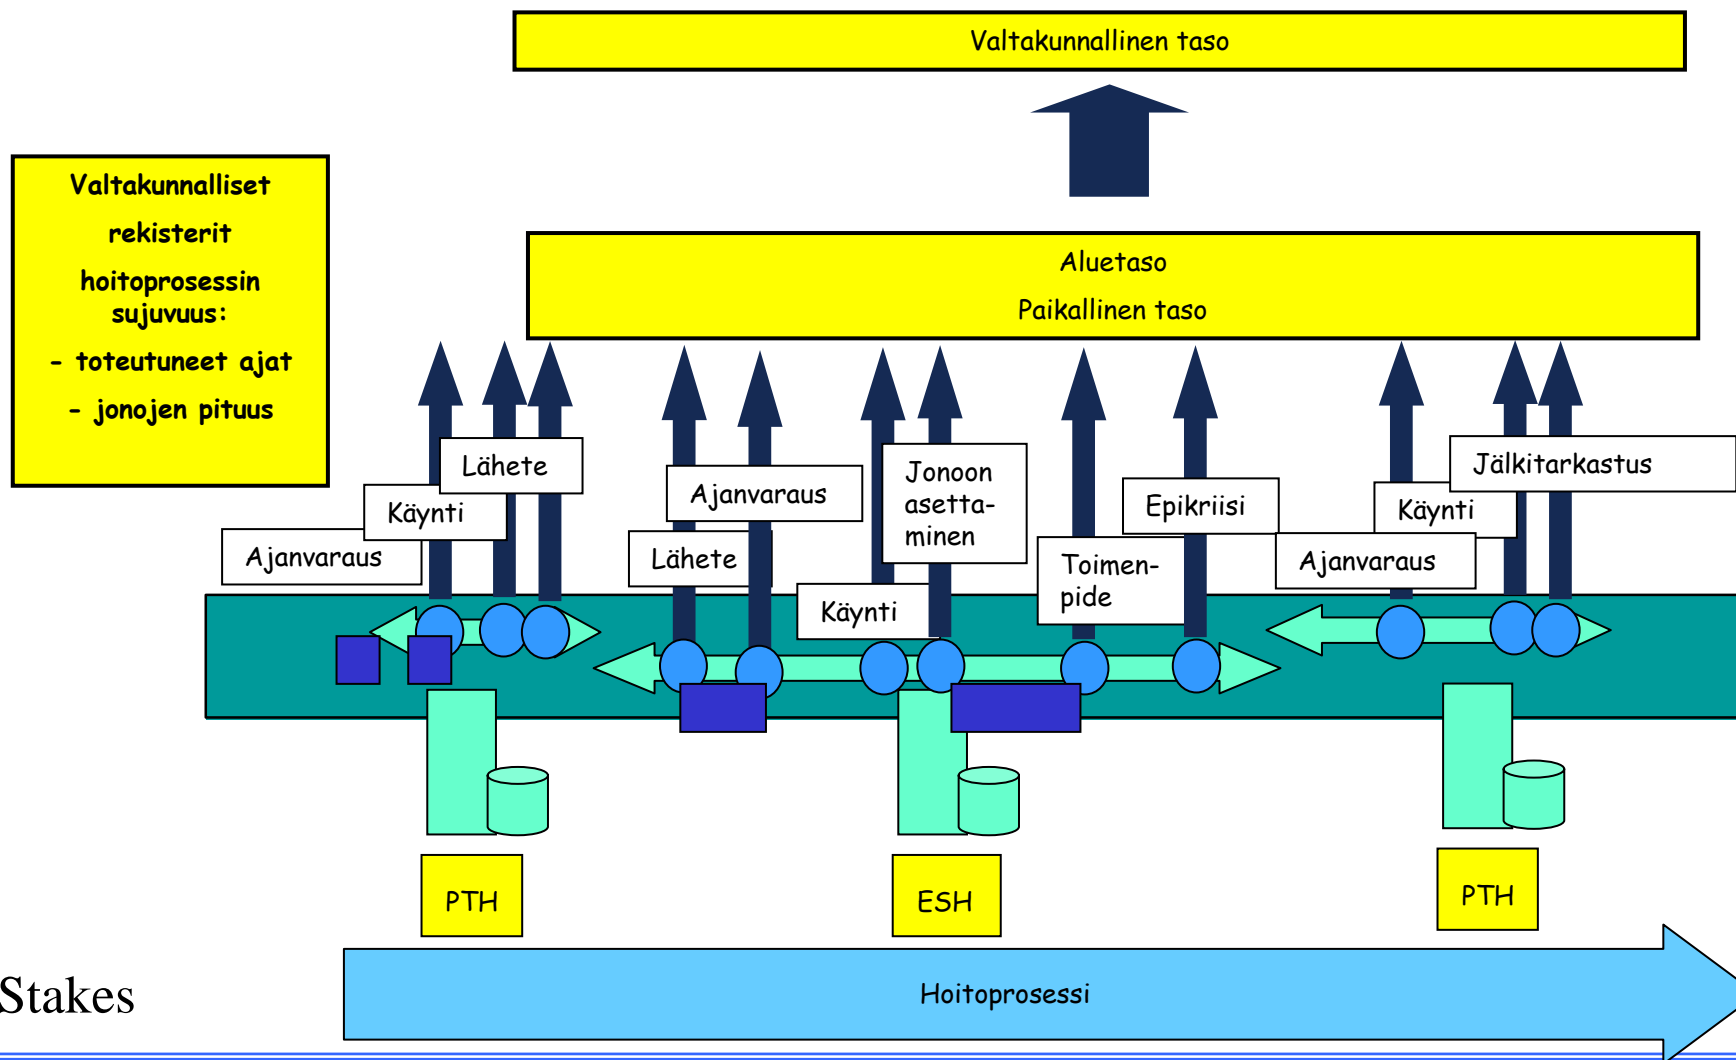 Valtakunnallinen taso
Valtakunnalliset
rekisterit
hoitoprosessin
sujuvuus:
- toteutuneet ajat
- jonojen pituus
Aluetaso
Paikallinen taso
Ajanvaraus
Käynti
Lähete
Lähete
Ajanvaraus
Käynti
Jonoon
asetta-
minen
Toimen-
pide
Epikriisi
Ajanvaraus
Käynti
Jälkitarkastus
PTH
ESH
PTH
Hoitoprosessi
Stakes